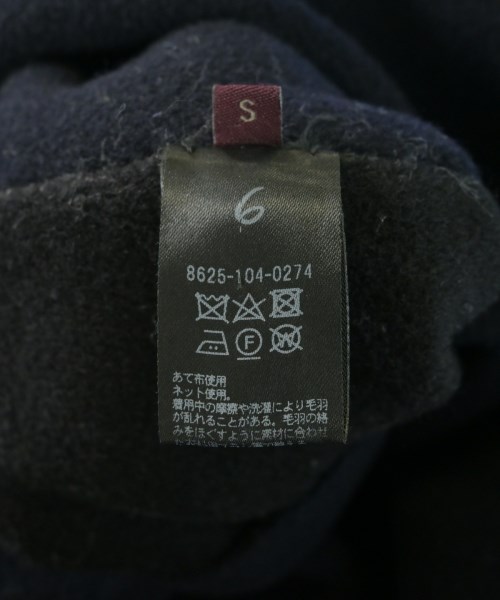 S
6
8625-104-0274
F
W
あて布使用
ネット使用。
着用中の摩擦や洗濯により毛羽
が乱れることがある。毛羽の絡
みをほぐすように素材に合わせ